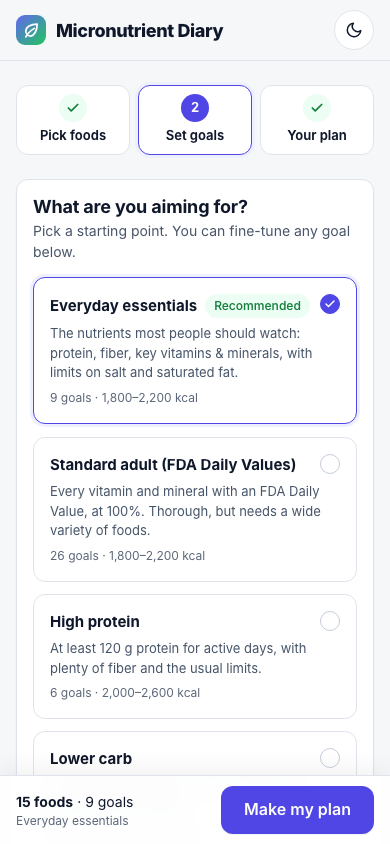 Micronutrient Diary
Pick foods
2
Set goals
Your plan
What are you aiming for?
Pick a starting point. You can fine-tune any goal
below.
Everyday essentials Recommended
The nutrients most people should watch:
protein, fiber, key vitamins & minerals, with
limits on salt and saturated fat.
9 goals · 1,800–2,200 kcal
Standard adult (FDA Daily Values)
Every vitamin and mineral with an FDA Daily
Value, at 100%. Thorough, but needs a wide
variety of foods.
26 goals · 1,800–2,200 kcal
High protein
At least 120 g protein for active days, with
plenty of fiber and the usual limits.
6 goals · 2,000–2,600 kcal
Lower carb
15 foods · 9 goals
Everyday essentials
Make my plan